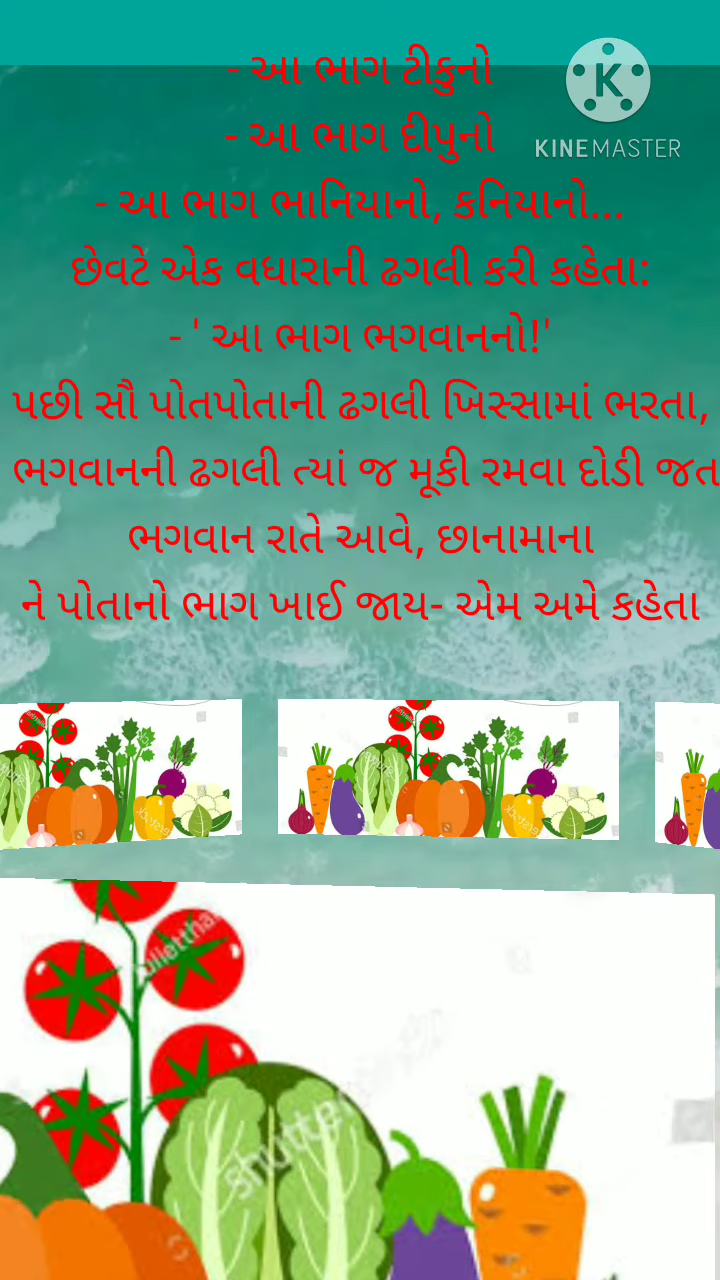 - આ ભાગ ટીકુનો
- આ ભાગ દીપુનો
- આ ભાગ ભાનિયાનો, કનિયાનો...
છેવટે એક વધારાની ઢગલી કરી કહેતા:
- ' આ ભાગ ભગવાનનો!'
પછી સૌ પોતપોતાની ઢગલી ખિસ્સામાં ભરતા,
ભગવાનની ઢગલી ત્યાં જ મૂકી રમવા દોડી જત
ભગવાન રાતે આવે, છાનામાના
ને પોતાનો ભાગ ખાઈ જાય- એમ અમે કહેતા
K
KINEMASTER